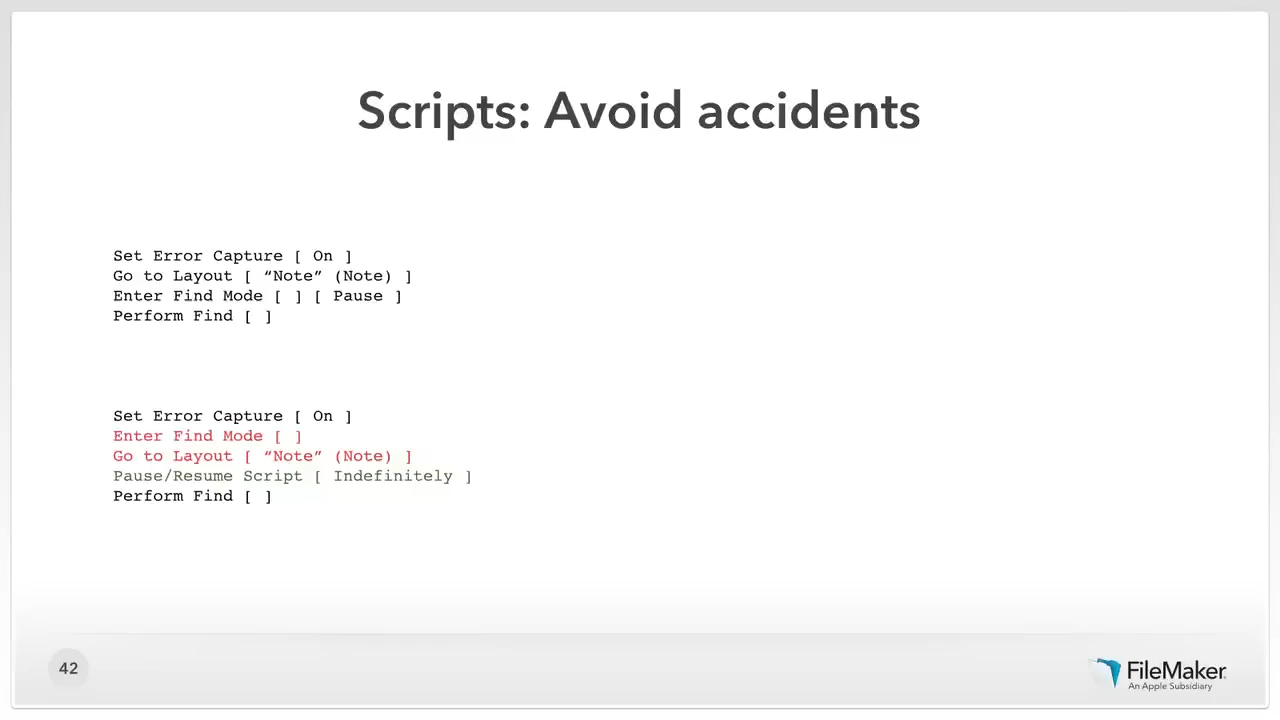 Scripts: Avoid accidents
Set Error Capture [ On ]
Go to Layout [ “Note” (Note) ]
Enter Find Mode [ ] [ Pause ]
Perform Find [ ]
Set Error Capture [ On ]
Enter Find Mode [ ]
Go to Layout [ “Note” (Note) ]
Pause/Resume Script [ Indefinitely ]
Perform Find [ ]
42
FileMaker.
An Apple Subsidiary